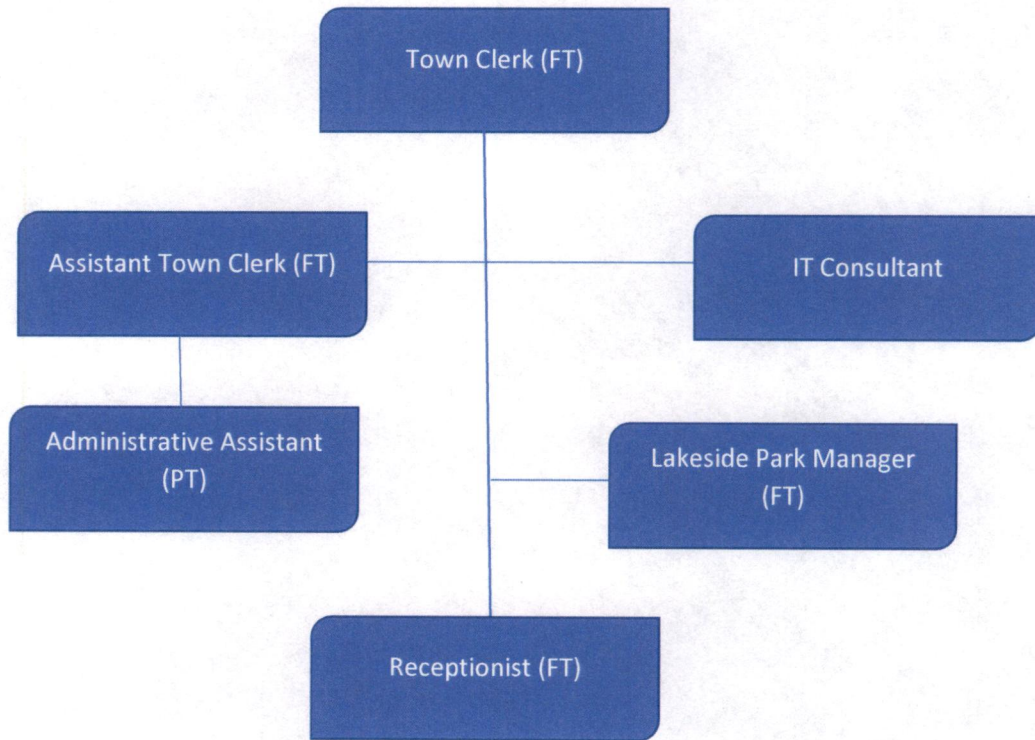 Town Clerk (FT)
Assistant Town Clerk (FT)
IT Consultant
Administrative Assistant
(PT)
Lakeside Park Manager
(FT)
Receptionist (FT)